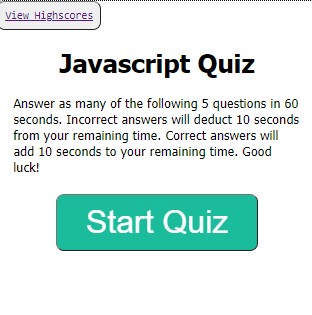 View Highscores
Javascript Quiz
Answer as many of the following 5 questions in 60
seconds. Incorrect answers will deduct 10 seconds
from your remaining time. Correct answers will
add 10 seconds to your remaining time. Good
luck!
Start Quiz